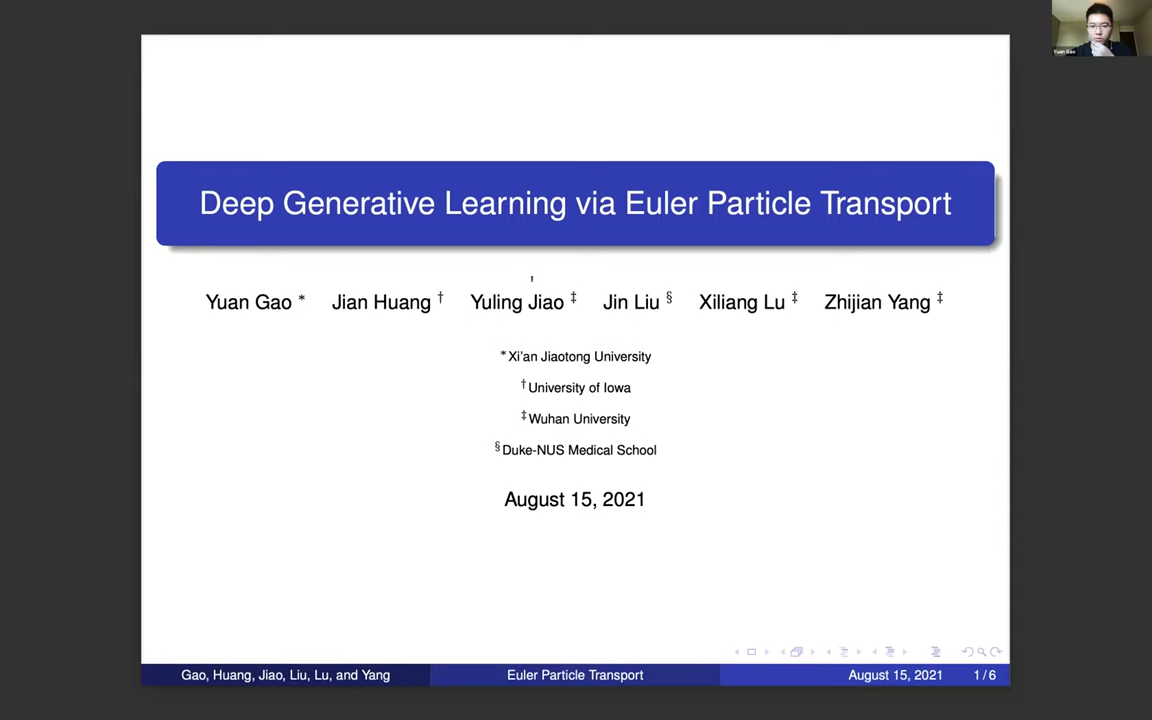 Yuan Gao
Deep Generative Learning via Euler Particle Transport
Yuan Gao * Jian Huang † Yuling Jiao ‡ Jin Liu § Xiliang Lu ‡ Zhijian Yang ‡
* Xi'an Jiaotong University
† University of Iowa
‡ Wuhan University
§ Duke-NUS Medical School
August 15, 2021
Gao, Huang, Jiao, Liu, Lu, and Yang Euler Particle Transport August 15, 2021 1 / 6